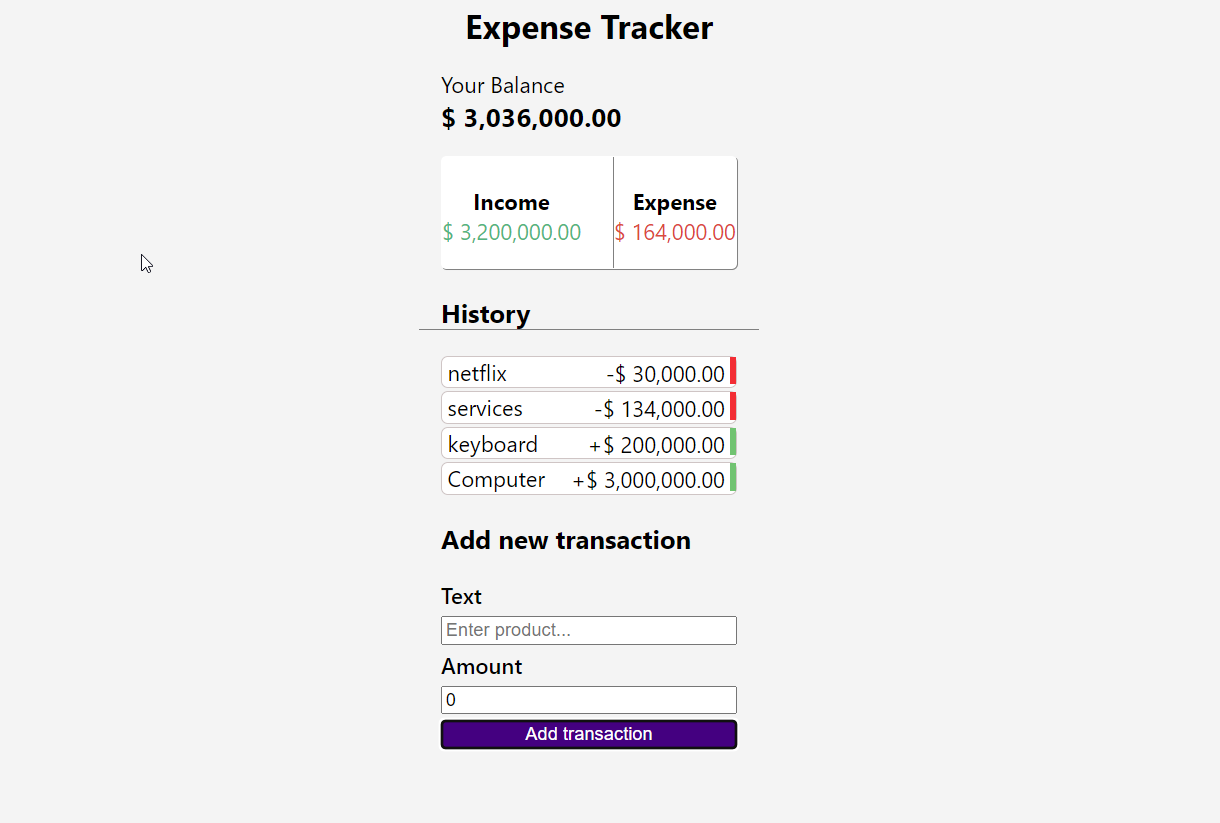 Expense Tracker
Your Balance
$ 3,036,000.00
Income Expense
$ 3,200,000.00 $ 164,000.00
History
netflix -$ 30,000.00
services -$ 134,000.00
keyboard +$ 200,000.00
Computer +$ 3,000,000.00
Add new transaction
Text
Enter product...
Amount
0
Add transaction